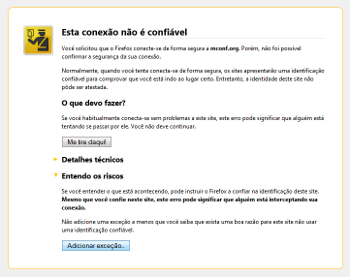 Esta conexão não é confiável
Você solicitou que o Firefox conecte-se de forma segura a mconf.org. Porém, não foi possível
confirmar a segurança da sua conexão.
Normalmente, quando você tenta conectar-se de forma segura, os sites apresentarão uma identificação
confiável para comprovar que você está indo ao lugar certo. Entretanto, a identidade deste site não
pôde ser atestada.
O que devo fazer?
Se você habitualmente conecta-se sem problemas a este site, este erro pode significar que alguém está
tentando se passar por ele. Você não deve continuar.
Me tire daqui!
Detalhes técnicos
Entendo os riscos
Se você entender o que está acontecendo, pode instruir o Firefox a confiar na identificação deste site.
Mesmo que você confie neste site, este erro pode significar que alguém está interceptando sua
conexão.
Não adicione uma exceção a menos que você saiba que exista uma boa razão para este site não usar
uma identificação confiável.
Adicionar exceção..